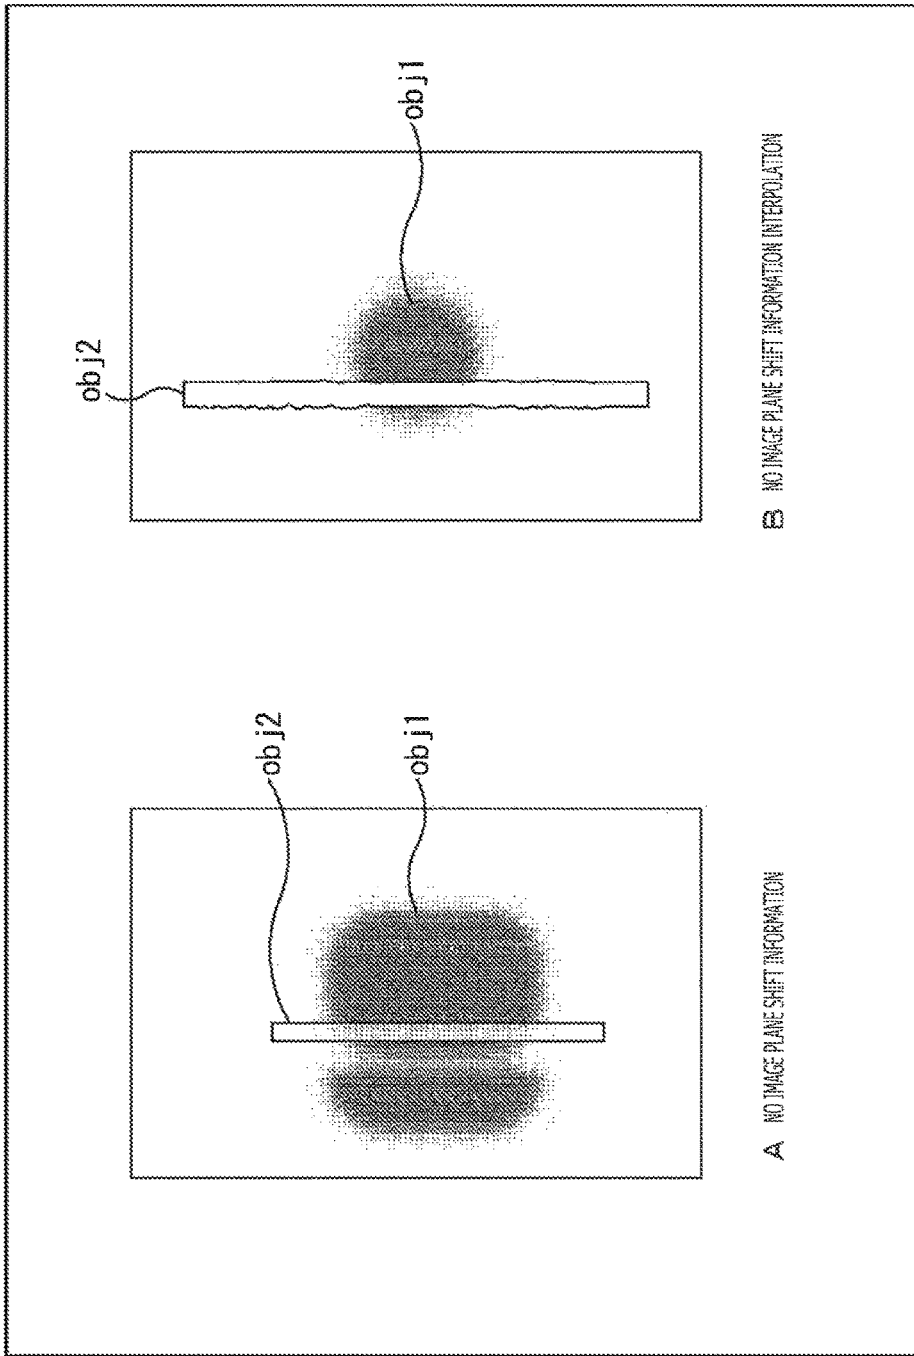 obj2
obj1
A NO IMAGE PLANE SHIFT INFORMATION
obj2
obj1
B NO IMAGE PLANE SHIFT INFORMATION INTERPOLATION